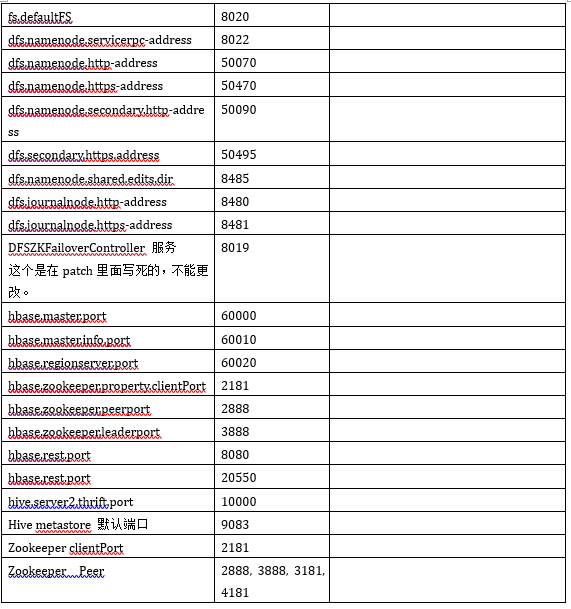 fs.defaultFS 8020
dfs.namenode.servicerpc-address 8022
dfs.namenode.http-address 50070
dfs.namenode.https-address 50470
dfs.namenode.secondary.http-addre 50090
ss
dfs.secondary.https.address 50495
dfs.namenode.shared.edits.dir 8485
dfs.journalnode.http-address 8480
dfs.journalnode.https-address 8481
DFSZKFailoverController 服务 8019
这个是在 patch 里面写死的，不能更
改。
hbase.master.port 60000
hbase.master.info.port 60010
hbase.regionserver.port 60020
hbase.zookeeper.property.clientPort 2181
hbase.zookeeper.peerport 2888
hbase.zookeeper.leaderport 3888
hbase.rest.port 8080
hbase.rest.port 20550
hive.server2.thrift.port 10000
Hive metastore 默认端口 9083
Zookeeper clientPort 2181
Zookeeper Peer 2888, 3888, 3181,
4181